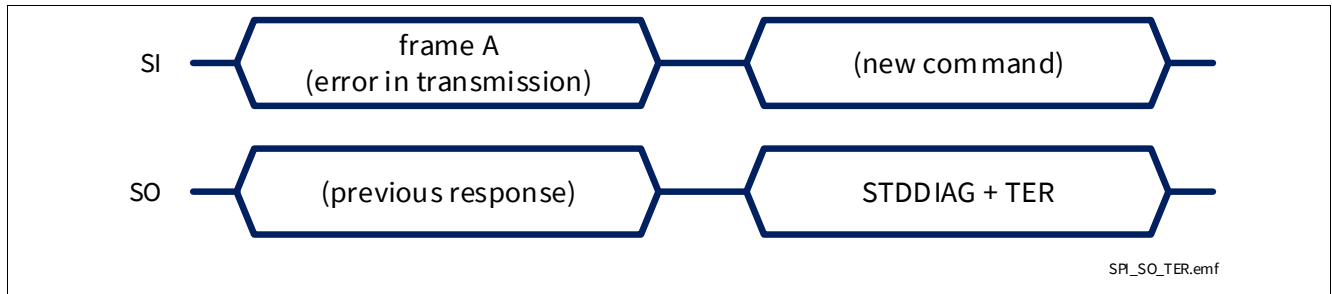 SI
frame A
(error in transmission)
(new command)
SO
(previous response)
STDDIAG + TER
SPI_SO_TER.emf